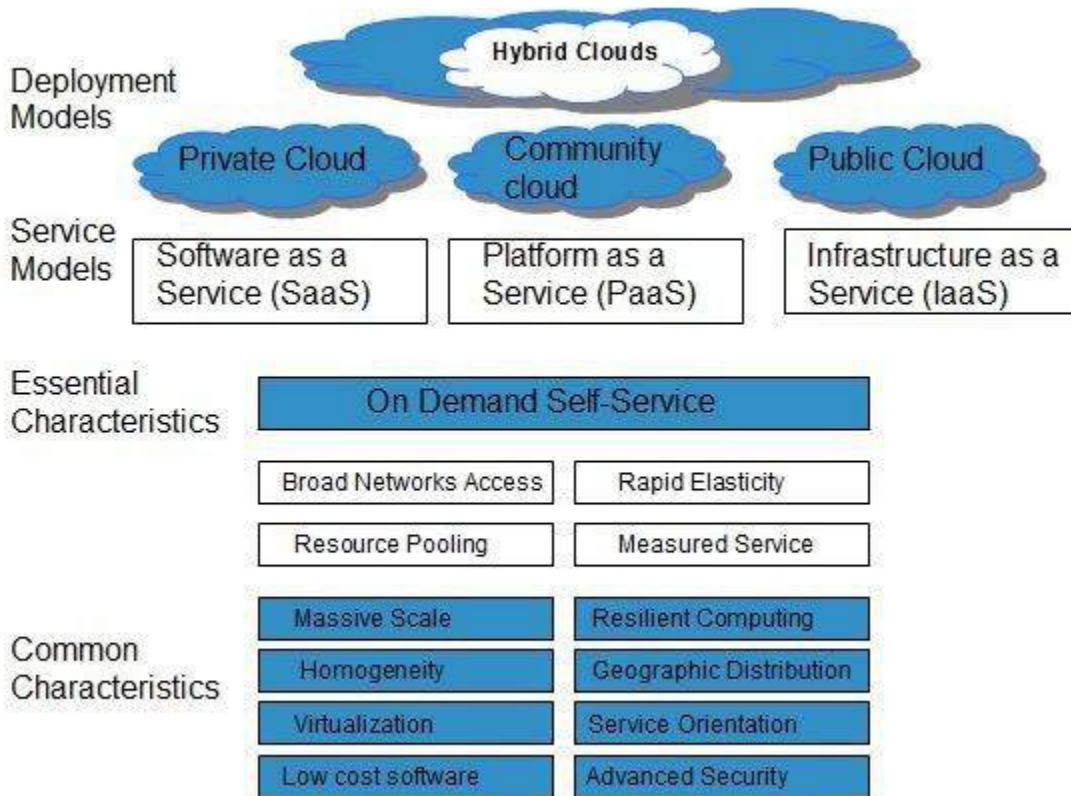 Hybrid Clouds
Deployment
Models
Private Cloud
Community
cloud
Public Cloud
Service
Models
Software as a
Service (SaaS)
Platform as a
Service (PaaS)
Infrastructure as a
Service (IaaS)
Essential
Characteristics
On Demand Self-Service
Broad Networks Access
Rapid Elasticity
Resource Pooling
Measured Service
Common
Characteristics
Massive Scale
Resilient Computing
Homogeneity
Geographic Distribution
Virtualization
Service Orientation
Low cost software
Advanced Security